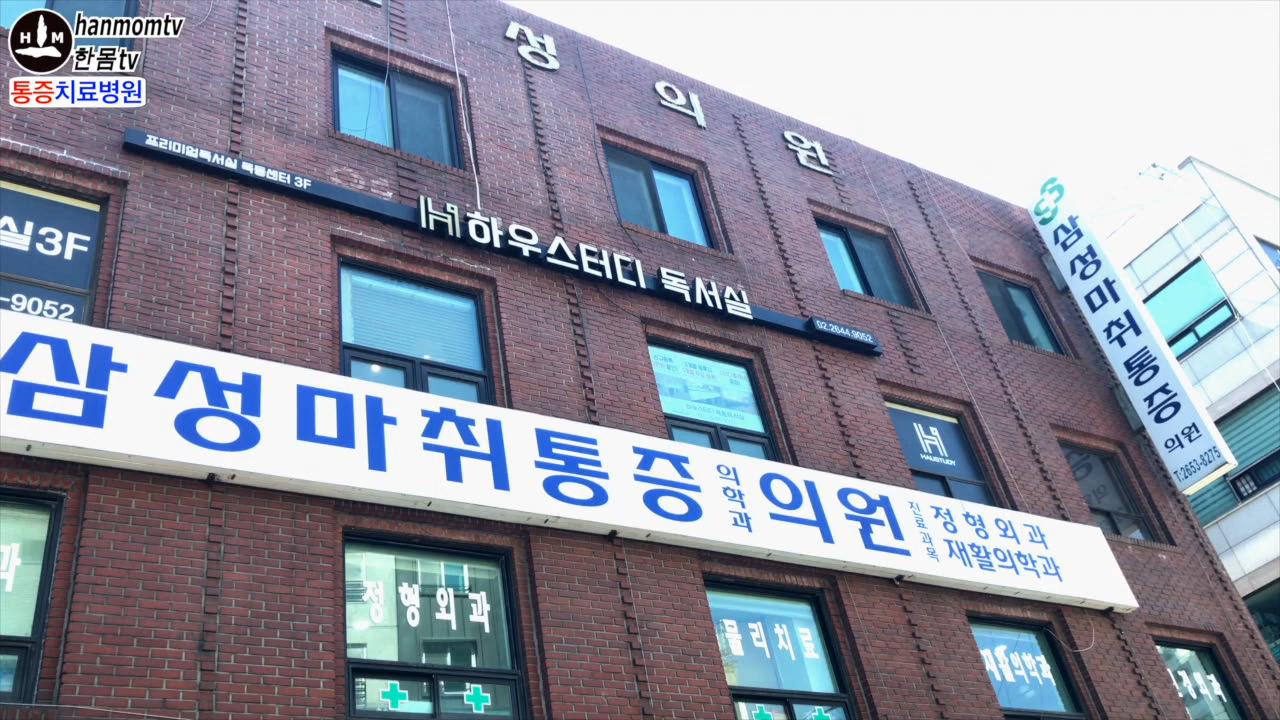 HM
hanmomtv
한몸tv
통증치료병원
성의원
프리미엄독서실 목동센터 3F
하우스터디 독서실
02.2644.9052
실3F
-9052
삼성마취통증의학과의원
진료과목
정형외과
재활의학과
삼성마취통증의원
T:2653-8275
HAUSTUDY
정형외과
물리치료
재활의학과
과